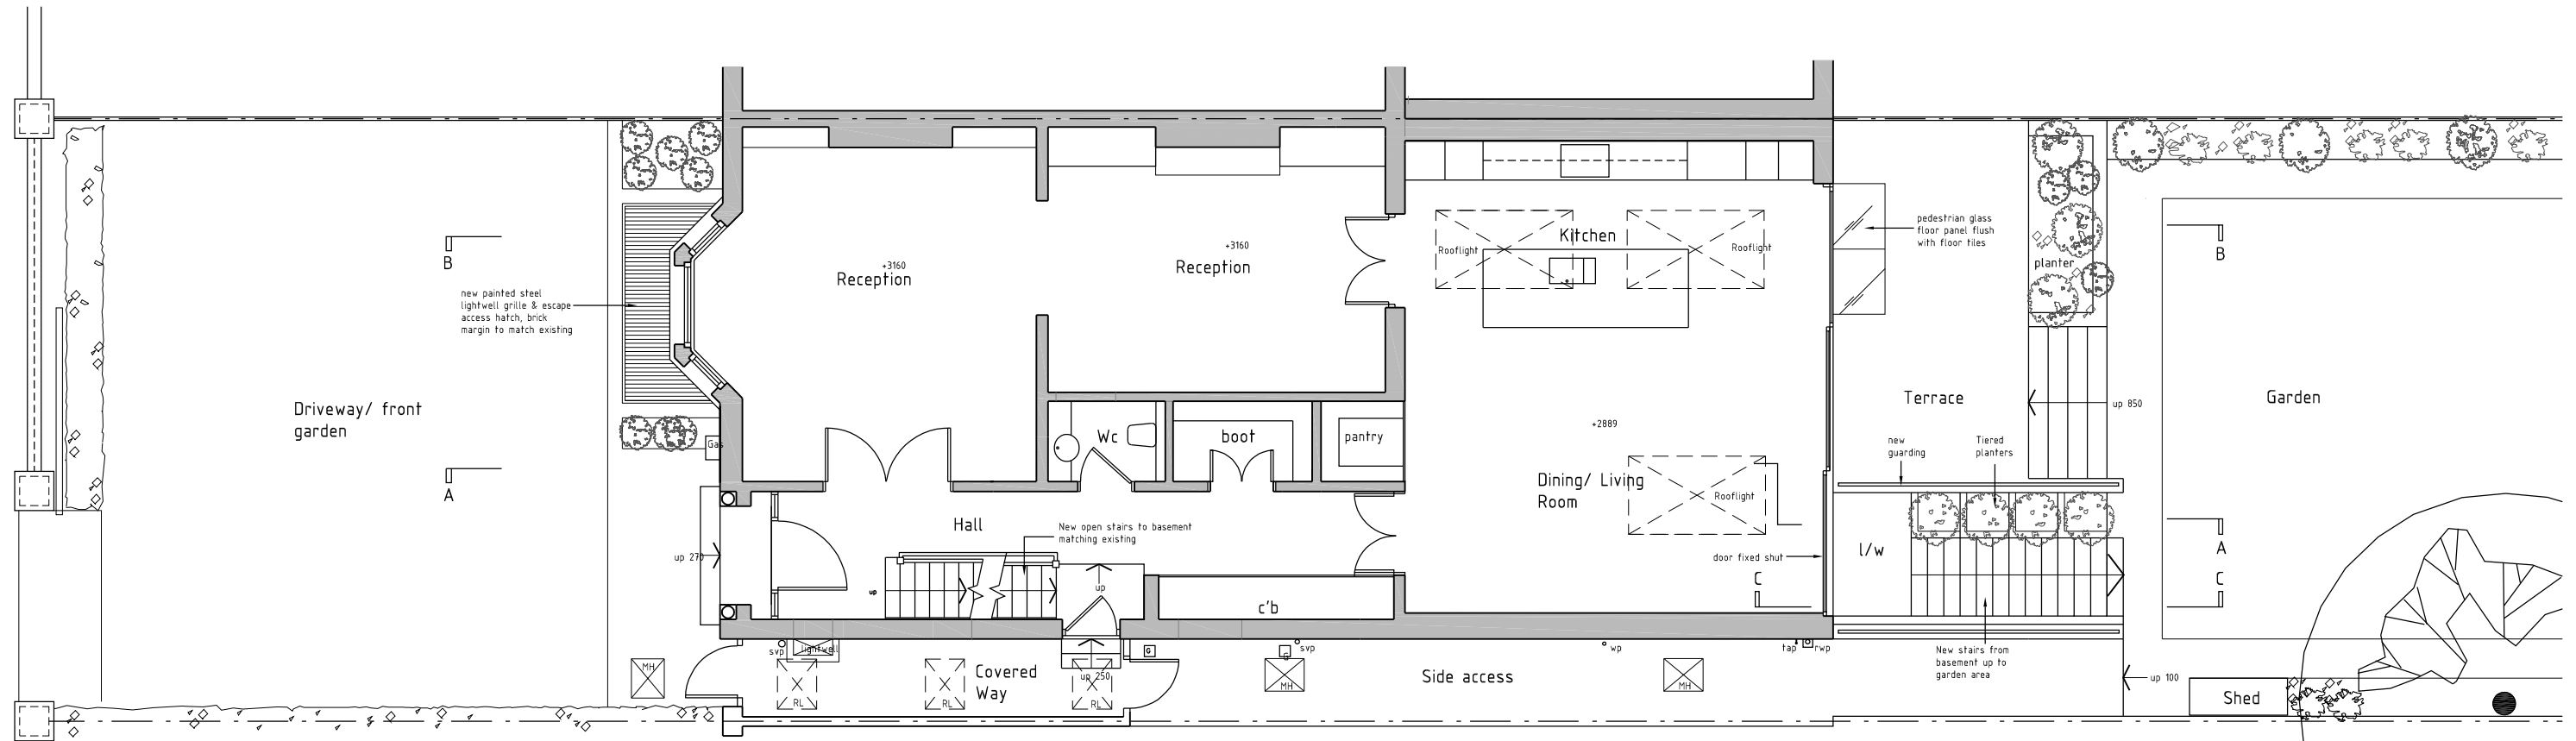 B
new painted steel
lightwell grille & escape
access hatch, brick
margin to match existing
Driveway/ front
garden
A
Gas
up 270
+3160
Reception
+3160
Reception
Wc
boot
pantry
Hall
New open stairs to basement
matching existing
up
up
c'b
Rooflight
Kitchen
Rooflight
+2889
Dining/ Living
Room
Rooflight
door fixed shut
C
pedestrian glass
floor panel flush
with floor tiles
planter
Terrace
up 850
new
guarding
Tiered
planters
l/w
New stairs from
basement up to
garden area
B
Garden
A
C
up 100
Shed
MH
svp
lightwell
RL
RL
Covered
Way
up 250
RL
G
G
svp
MH
Side access
wp
MH
tap
rwp